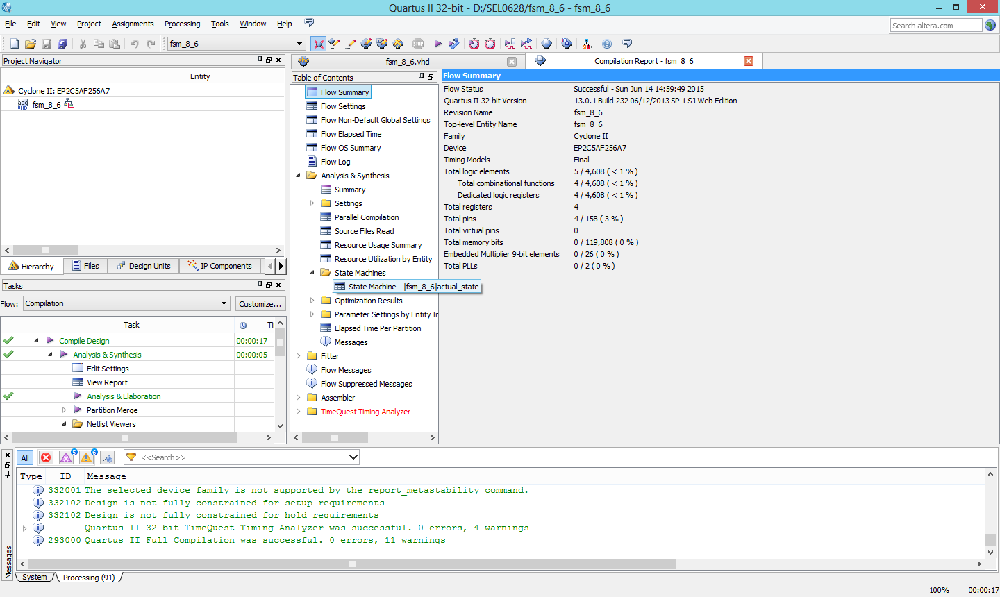 Quartus II 32-bit - D:/SEL0628/fsm_8_6 - fsm_8_6
File Edit View Project Assignments Processing Tools Window Help
Search altera.com
fsm_8_6
Project Navigator
Entity
Cyclone II: EP2C5AF256A7
fsm_8_6
Hierarchy Files Design Units IP Components
Tasks
Flow: Compilation Customize...
Task
Compile Design 00:00:17
Analysis & Synthesis 00:00:05
Edit Settings
View Report
Analysis & Elaboration
Partition Merge
Netlist Viewers
fsm_8_6.vhd
Compilation Report - fsm_8_6
Table of Contents
Flow Summary
Flow Settings
Flow Non-Default Global Settings
Flow Elapsed Time
Flow OS Summary
Flow Log
Analysis & Synthesis
Summary
Settings
Parallel Compilation
Source Files Read
Resource Usage Summary
Resource Utilization by Entity
State Machines
State Machine - |fsm_8_6|actual_state
Optimization Results
Parameter Settings by Entity In
Elapsed Time Per Partition
Messages
Fitter
Flow Messages
Flow Suppressed Messages
Assembler
TimeQuest Timing Analyzer
Flow Summary
Flow Status Successful - Sun Jun 14 14:59:49 2015
Quartus II 32-bit Version 13.0.1 Build 232 06/12/2013 SP 1 SJ Web Edition
Revision Name fsm_8_6
Top-level Entity Name fsm_8_6
Family Cyclone II
Device EP2C5AF256A7
Timing Models Final
Total logic elements 5 / 4,608 ( < 1 % )
Total combinational functions 4 / 4,608 ( < 1 % )
Dedicated logic registers 4 / 4,608 ( < 1 % )
Total registers 4
Total pins 4 / 158 ( 3 % )
Total virtual pins 0
Total memory bits 0 / 119,808 ( 0 % )
Embedded Multiplier 9-bit elements 0 / 26 ( 0 % )
Total PLLs 0 / 2 ( 0 % )
All 5 6 <<Search>>
Type ID Message
332001 The selected device family is not supported by the report_metastability command.
332102 Design is not fully constrained for setup requirements
332102 Design is not fully constrained for hold requirements
Quartus II 32-bit TimeQuest Timing Analyzer was successful. 0 errors, 4 warnings
293000 Quartus II Full Compilation was successful. 0 errors, 11 warnings
Messages
System Processing (91)
100% 00:00:17